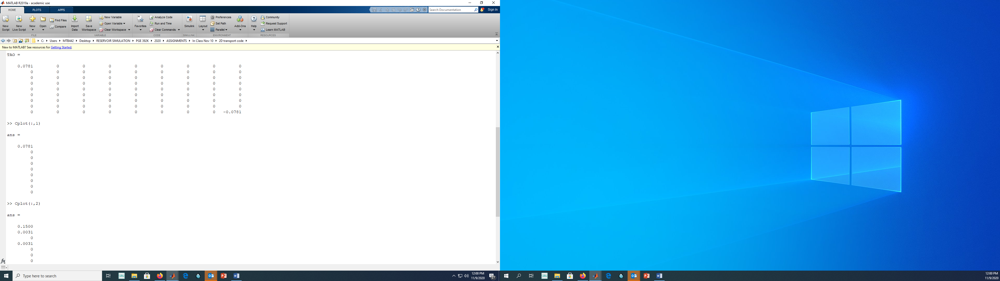 MATLAB R2019a - academic use
HOME PLOTS APPS
Search Documentation Sign In
New Script New Live Script New Open Find Files Compare
Import Data Save Workspace New Variable Open Variable Clear Workspace
Favorites Analyze Code Run and Time Clear Commands
Simulink Layout Preferences Set Path Parallel Add-Ons
Help Community Request Support Learn MATLAB
FILE VARIABLE CODE SIMULINK ENVIRONMENT RESOURCES
C: Users MTB442 Desktop RESERVOIR SIMULATION PGE 392K 2020 ASSIGNMENTS In Class Nov 10 2D transport code
New to MATLAB? See resources for Getting Started.
TAO =
0.0781 0 0 0 0 0 0 0 0
0 0 0 0 0 0 0 0 0
0 0 0 0 0 0 0 0 0
0 0 0 0 0 0 0 0 0
0 0 0 0 0 0 0 0 0
0 0 0 0 0 0 0 0 0
0 0 0 0 0 0 0 0 0
0 0 0 0 0 0 0 0 0
0 0 0 0 0 0 0 0 -0.0781
>> Cplot(:,1)
ans =
0.0781
0
0
0
0
0
0
0
0
>> Cplot(:,2)
ans =
0.1500
0.0031
0
0.0031
0
0
0
fx
Type here to search
12:00 PM
11/9/2020
27
12:00 PM
11/9/2020